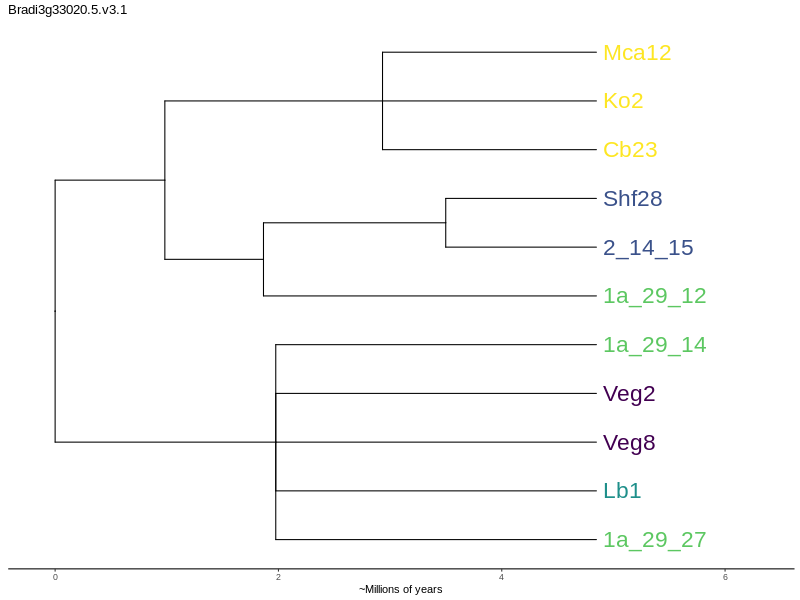 Bradi3g33020.5.v3.1
Mca12
Ko2
Cb23
Shf28
2_14_15
1a_29_12
1a_29_14
Veg2
Veg8
Lb1
1a_29_27
0 2 4 6
~Millions of years